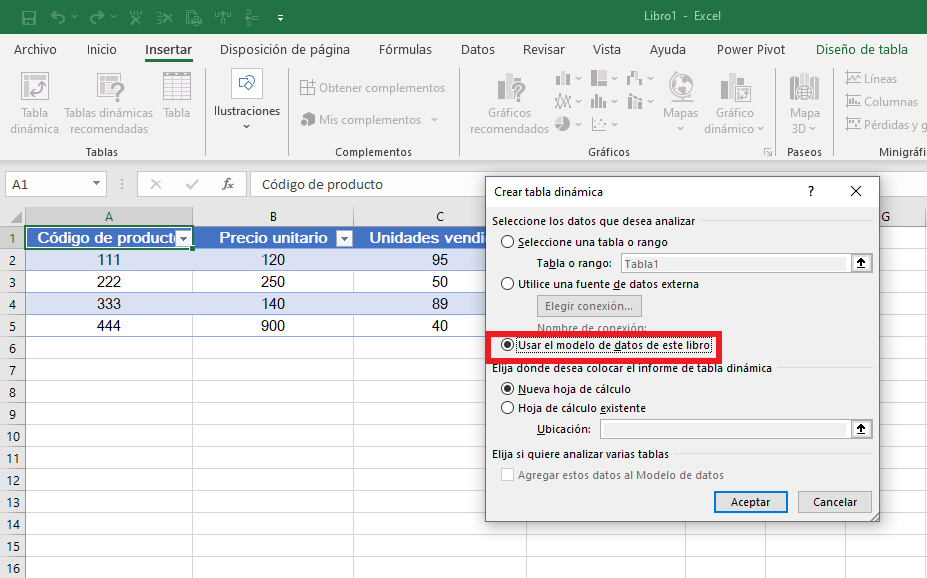 Libro1 - Excel
Archivo Inicio Insertar Disposición de página Fórmulas Datos Revisar Vista Ayuda Power Pivot Diseño de tabla
Tabla dinámica
Tablas dinámicas recomendadas
Tabla
Tablas
Ilustraciones
Obtener complementos
Mis complementos
Complementos
Gráficos recomendados
Mapas
Gráfico dinámico
Gráficos
Mapa 3D
Paseos
Líneas
Columnas
Pérdidas y g
Minigráfi
A1 fx Código de producto
A B C G
1 Código de product Precio unitario Unidades vendi
2 111 120 95
3 222 250 50
4 333 140 89
5 444 900 40
6
7
8
9
10
11
12
13
14
15
16
Crear tabla dinámica ?
Seleccione los datos que desea analizar
Seleccione una tabla o rango
Tabla o rango: Tabla1
Utilice una fuente de datos externa
Elegir conexión...
Nombre de conexión:
Usar el modelo de datos de este libro
Elija dónde desea colocar el informe de tabla dinámica
Nueva hoja de cálculo
Hoja de cálculo existente
Ubicación:
Elija si quiere analizar varias tablas
Agregar estos datos al Modelo de datos
Aceptar Cancelar